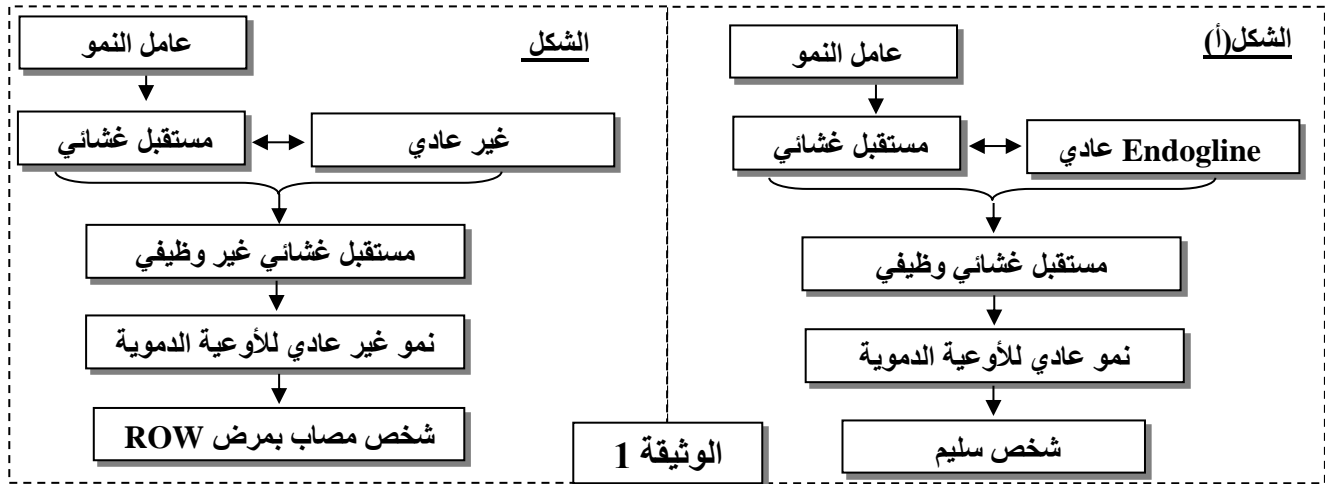 الشكل(أ)
عامل النمو
مستقبل غشائي
Endogline عادي
مستقبل غشائي وظيفي
نمو عادي للأوعية الدموية
شخص سليم
الشكل
عامل النمو
مستقبل غشائي
غير عادي
مستقبل غشائي غير وظيفي
نمو غير عادي للأوعية الدموية
شخص مصاب بمرض ROW
الوثيقة 1